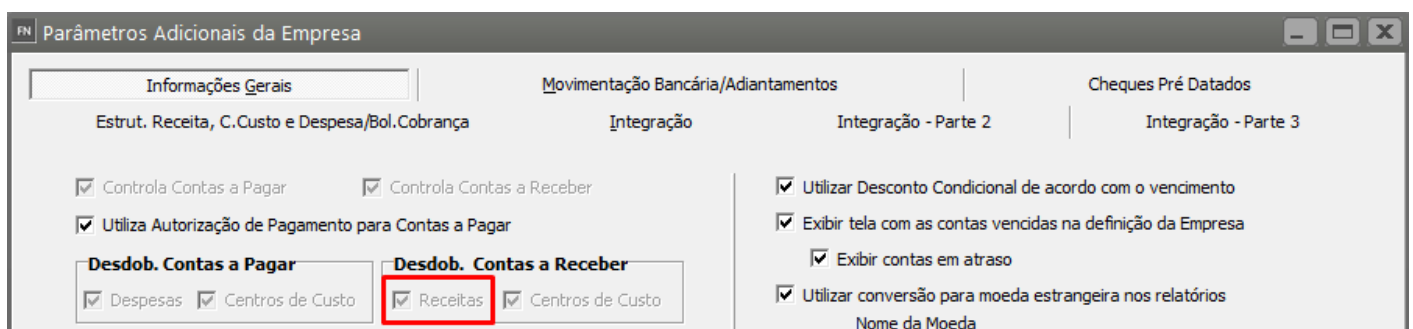 FN Parâmetros Adicionais da Empresa
Informações Gerais Movimentação Bancária/Adiantamentos Cheques Pré Datados
Estrut. Receita, C.Custo e Despesa/Bol.Cobrança Integração Integração - Parte 2 Integração - Parte 3
Controla Contas a Pagar Controla Contas a Receber
Utiliza Autorização de Pagamento para Contas a Pagar
Desdob. Contas a Pagar Desdob. Contas a Receber
Despesas Centros de Custo Receitas Centros de Custo
Utilizar Desconto Condicional de acordo com o vencimento
Exibir tela com as contas vencidas na definição da Empresa
Exibir contas em atraso
Utilizar conversão para moeda estrangeira nos relatórios
Nome da Moeda